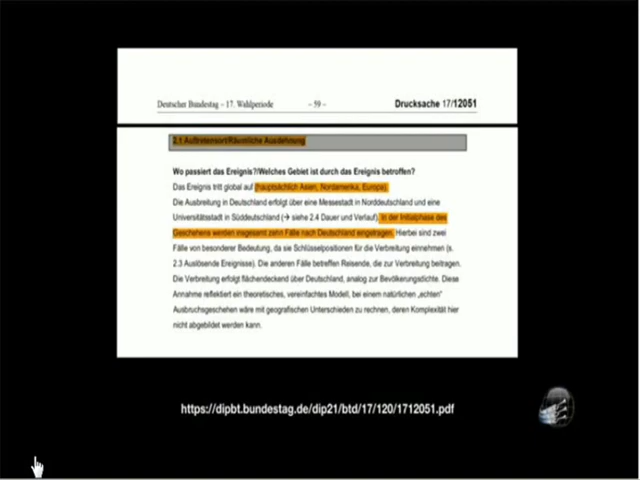 Deutscher Bundestag – 17. Wahlperiode – 59 – Drucksache 17/12051
2.1 Auftretensort/Räumliche Ausdehnung
Wo passiert das Ereignis?/Welches Gebiet ist durch das Ereignis betroffen?
Das Ereignis tritt global auf (hauptsächlich Asien, Nordamerika, Europa).
Die Ausbreitung in Deutschland erfolgt über eine Messestadt in Norddeutschland und eine
Universitätsstadt in Süddeutschland (→ siehe 2.4 Dauer und Verlauf). In der Initialphase des
Geschehens werden insgesamt zehn Fälle nach Deutschland eingetragen. Hierbei sind zwei
Fälle von besonderer Bedeutung, da sie Schlüsselpositionen für die Verbreitung einnehmen (s.
2.3 Auslösende Ereignisse). Die anderen Fälle betreffen Reisende, die zur Verbreitung beitragen.
Die Verbreitung erfolgt flächendeckend über Deutschland, analog zur Bevölkerungsdichte. Diese
Annahme reflektiert ein theoretisches, vereinfachtes Modell, bei einem natürlichen „echten“
Ausbruchsgeschehen wäre mit geografischen Unterschieden zu rechnen, deren Komplexität hier
nicht abgebildet werden kann.
https://dipbt.bundestag.de/dip21/btd/17/120/1712051.pdf